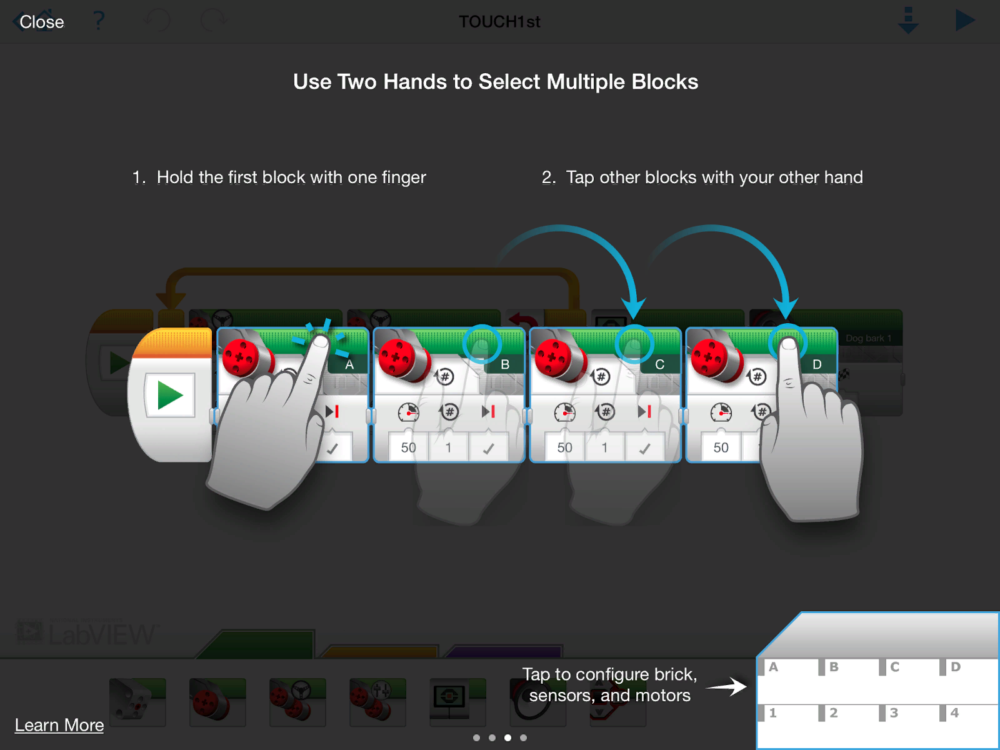 Close
?
TOUCH1st
Use Two Hands to Select Multiple Blocks
1. Hold the first block with one finger
2. Tap other blocks with your other hand
Dog bark 1
A
B
C
D
#
#
#
#
#
#
50
1
50
1
50
LabVIEW
Tap to configure brick,
sensors, and motors
A B C D
1 2 3 4
Learn More